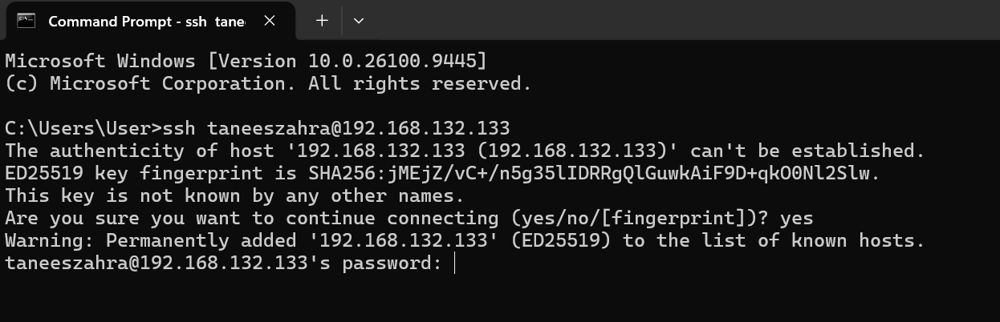 Command Prompt - ssh tane
Microsoft Windows [Version 10.0.26100.9445]
(c) Microsoft Corporation. All rights reserved.
C:\Users\User>ssh taneeszahra@192.168.132.133
The authenticity of host '192.168.132.133 (192.168.132.133)' can't be established.
ED25519 key fingerprint is SHA256:jMEjZ/vC+/n5g35lIDRRgQlGuwkAiF9D+qkO0Nl2Slw.
This key is not known by any other names.
Are you sure you want to continue connecting (yes/no/[fingerprint])? yes
Warning: Permanently added '192.168.132.133' (ED25519) to the list of known hosts.
taneeszahra@192.168.132.133's password: